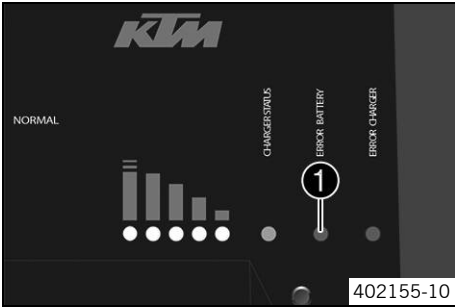 KTM
NORMAL
CHARGER STATUS
ERROR BATTERY
ERROR CHARGER
1
402155-10